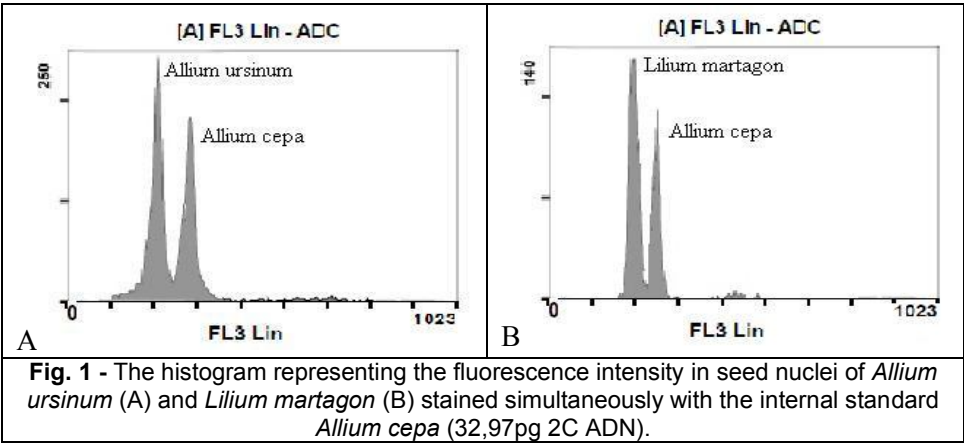 [A] FL3 Lin - ADC
250
Allium ursinum
Allium cepa
0
1023
FL3 Lin
A
[A] FL3 Lin - ADC
140
Lilium martagon
Allium cepa
0
1023
FL3 Lin
B
Fig. 1 - The histogram representing the fluorescence intensity in seed nuclei of Allium
ursinum (A) and Lilium martagon (B) stained simultaneously with the internal standard
Allium cepa (32,97pg 2C ADN).